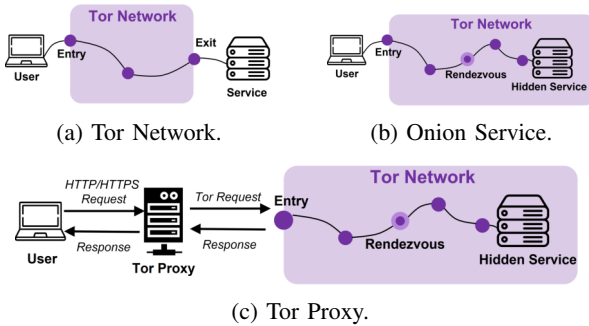 Tor Network
Entry
Exit
User
Service
(a) Tor Network.
Tor Network
Entry
User
Rendezvous
Hidden Service
(b) Onion Service.
HTTP/HTTPS
Request
Tor Request
Response
Response
User
Tor Proxy
Tor Network
Entry
Rendezvous
Hidden Service
(c) Tor Proxy.